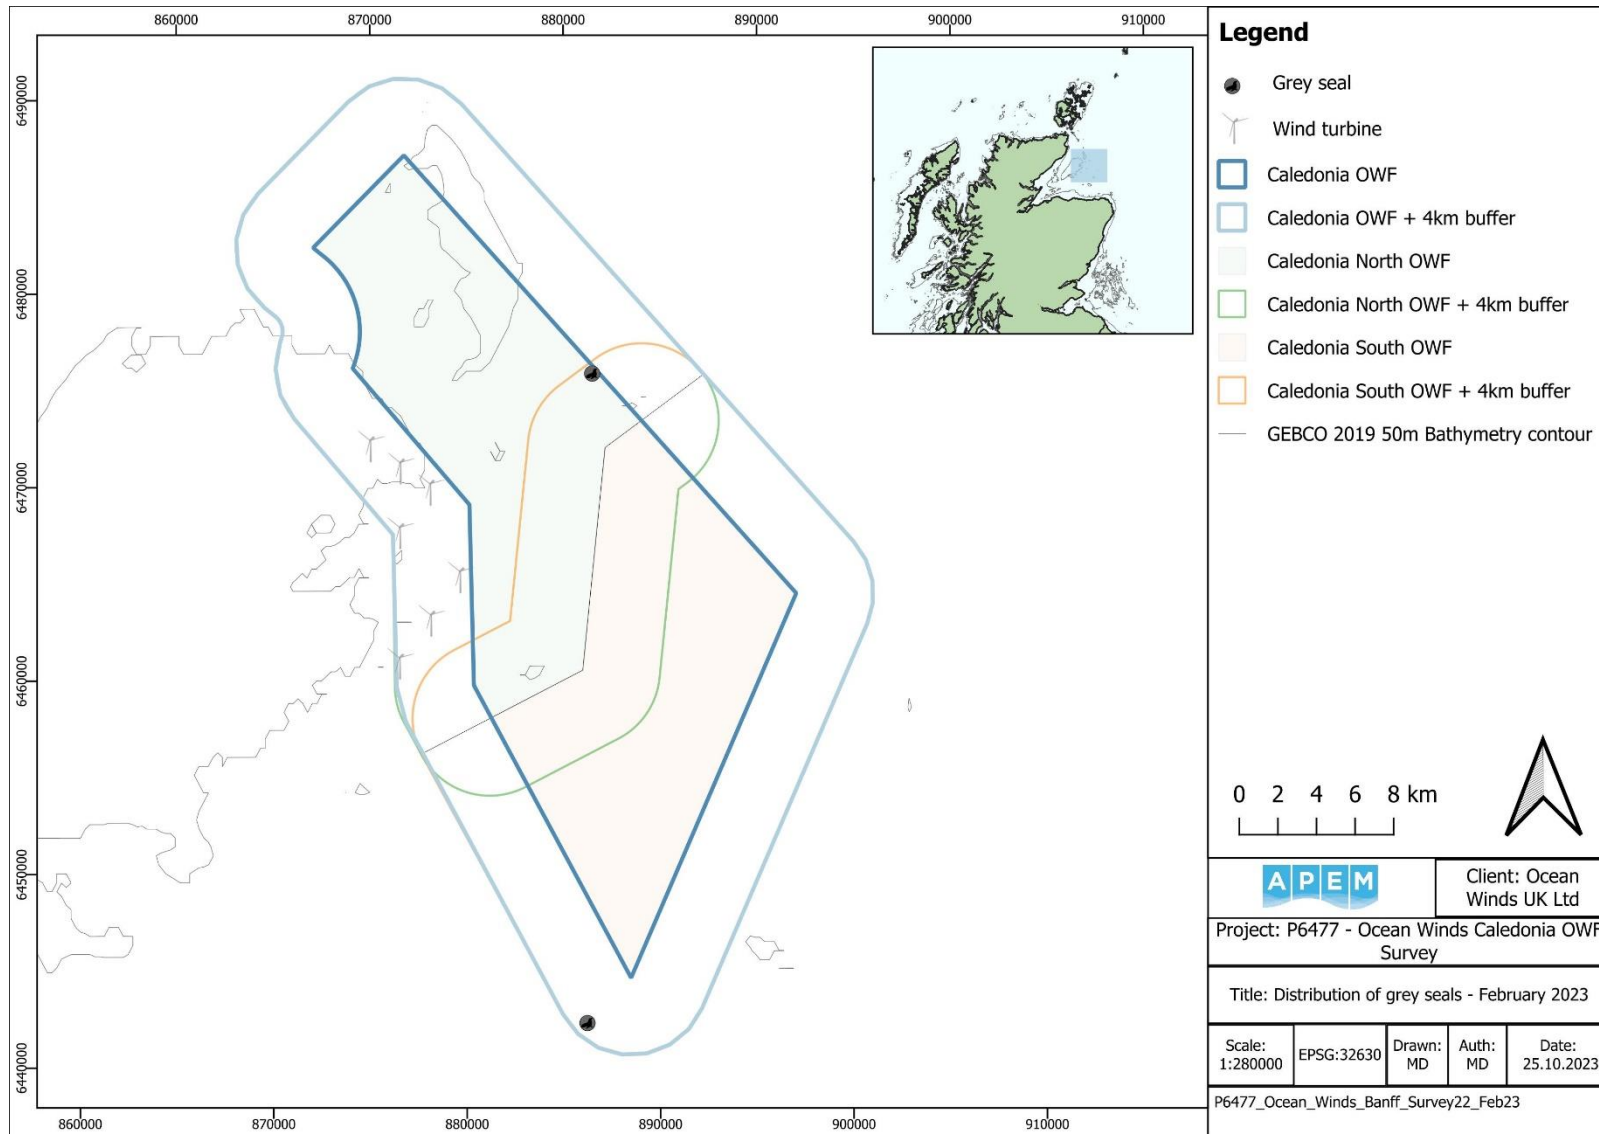 860000
870000
880000
890000
900000
910000
6490000
6480000
6470000
6460000
6450000
6440000
860000
870000
880000
890000
900000
910000
Legend
Grey seal
Wind turbine
Caledonia OWF
Caledonia OWF + 4km buffer
Caledonia North OWF
Caledonia North OWF + 4km buffer
Caledonia South OWF
Caledonia South OWF + 4km buffer
GEBCO 2019 50m Bathymetry contour
0 2 4 6 8 km
APEM
Client: Ocean
Winds UK Ltd
Project: P6477 - Ocean Winds Caledonia OWF
Survey
Title: Distribution of grey seals - February 2023
Scale:
1:280000
EPSG:32630
Drawn:
MD
Auth:
MD
Date:
25.10.2023
P6477_Ocean_Winds_Banff_Survey22_Feb23